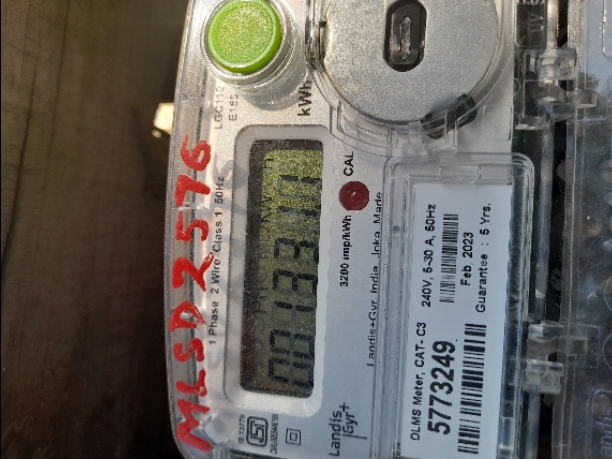 MLSD2576
1 Phase 2 Wire Class 1 50Hz
kWh
3200 imp/kWh
CAL
Landis+Gyr India Joka Made
Landis
Gyr+
DLMS Meter, CAT- C3
240V, 5-30 A, 50Hz
5773249
Feb 2023
Guarantee : 5 Yrs.